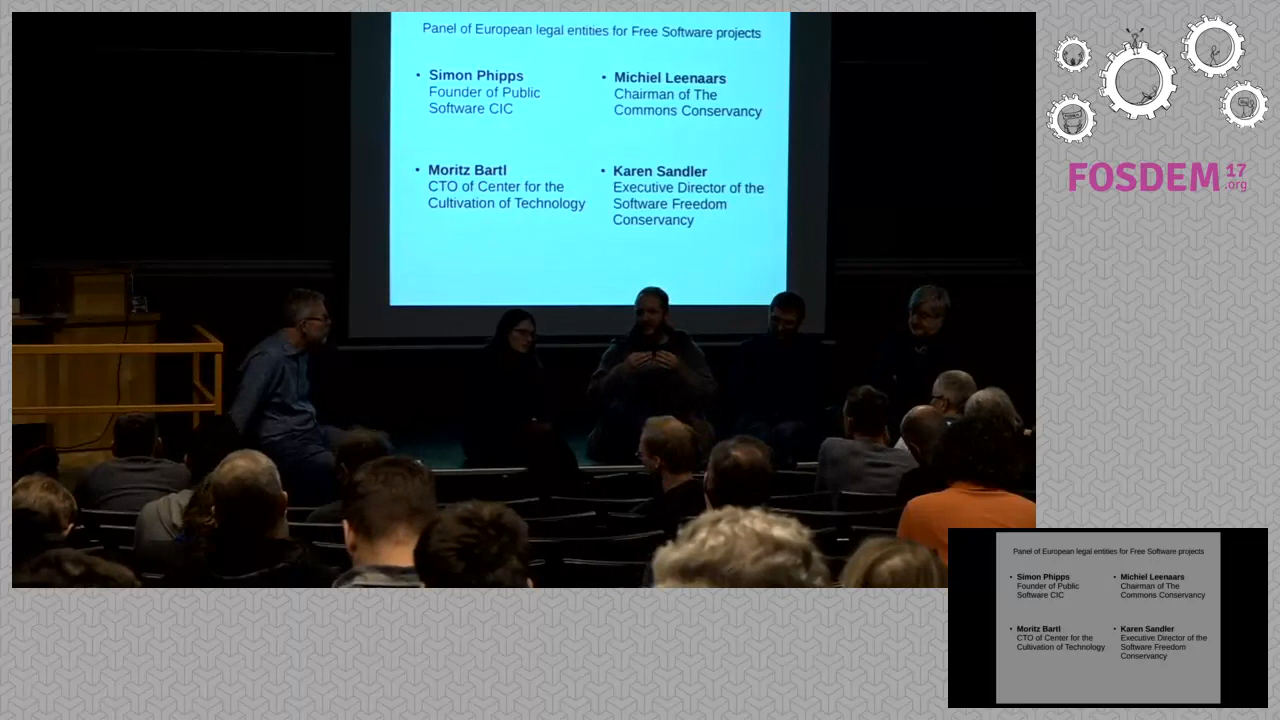 Panel of European legal entities for Free Software projects
• Simon Phipps
Founder of Public
Software CIC
• Michiel Leenaars
Chairman of The
Commons Conservancy
• Moritz Bartl
CTO of Center for the
Cultivation of Technology
• Karen Sandler
Executive Director of the
Software Freedom
Conservancy
FOSDEM 17
.org
Panel of European legal entities for Free Software projects
• Simon Phipps
Founder of Public
Software CIC
• Michiel Leenaars
Chairman of The
Commons Conservancy
• Moritz Bartl
CTO of Center for the
Cultivation of Technology
• Karen Sandler
Executive Director of the
Software Freedom
Conservancy